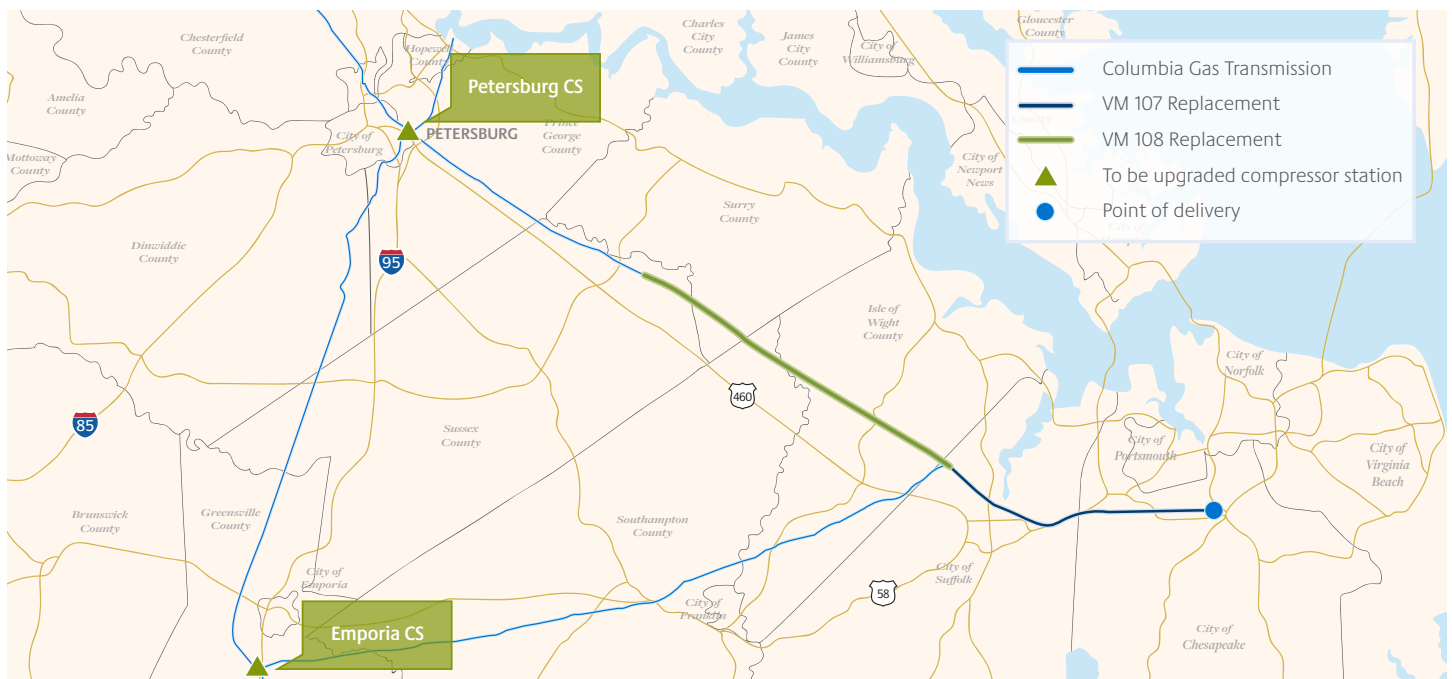 Chesterfield
County
Hopewell
County
Charles
City
County
James
City
County
City of
Williamsburg
Gloucester
County
Columbia Gas Transmission
VM 107 Replacement
VM 108 Replacement
To be upgraded compressor station
Point of delivery
Petersburg CS
Amelia
County
PETERSBURG
City of
Petersburg
Prince
George
County
Nottoway
County
City of
Newport
News
Surry
County
Dinwiddie
County
95
Isle of
Wight
County
City of
Norfolk
460
85
Sussex
County
City of
Portsmouth
City of
Virginia
Beach
Brunswick
County
Greensville
County
Southampton
County
City of
Emporia
City of
Suffolk
58
City of
Franklin
Emporia CS
City of
Chesapeake